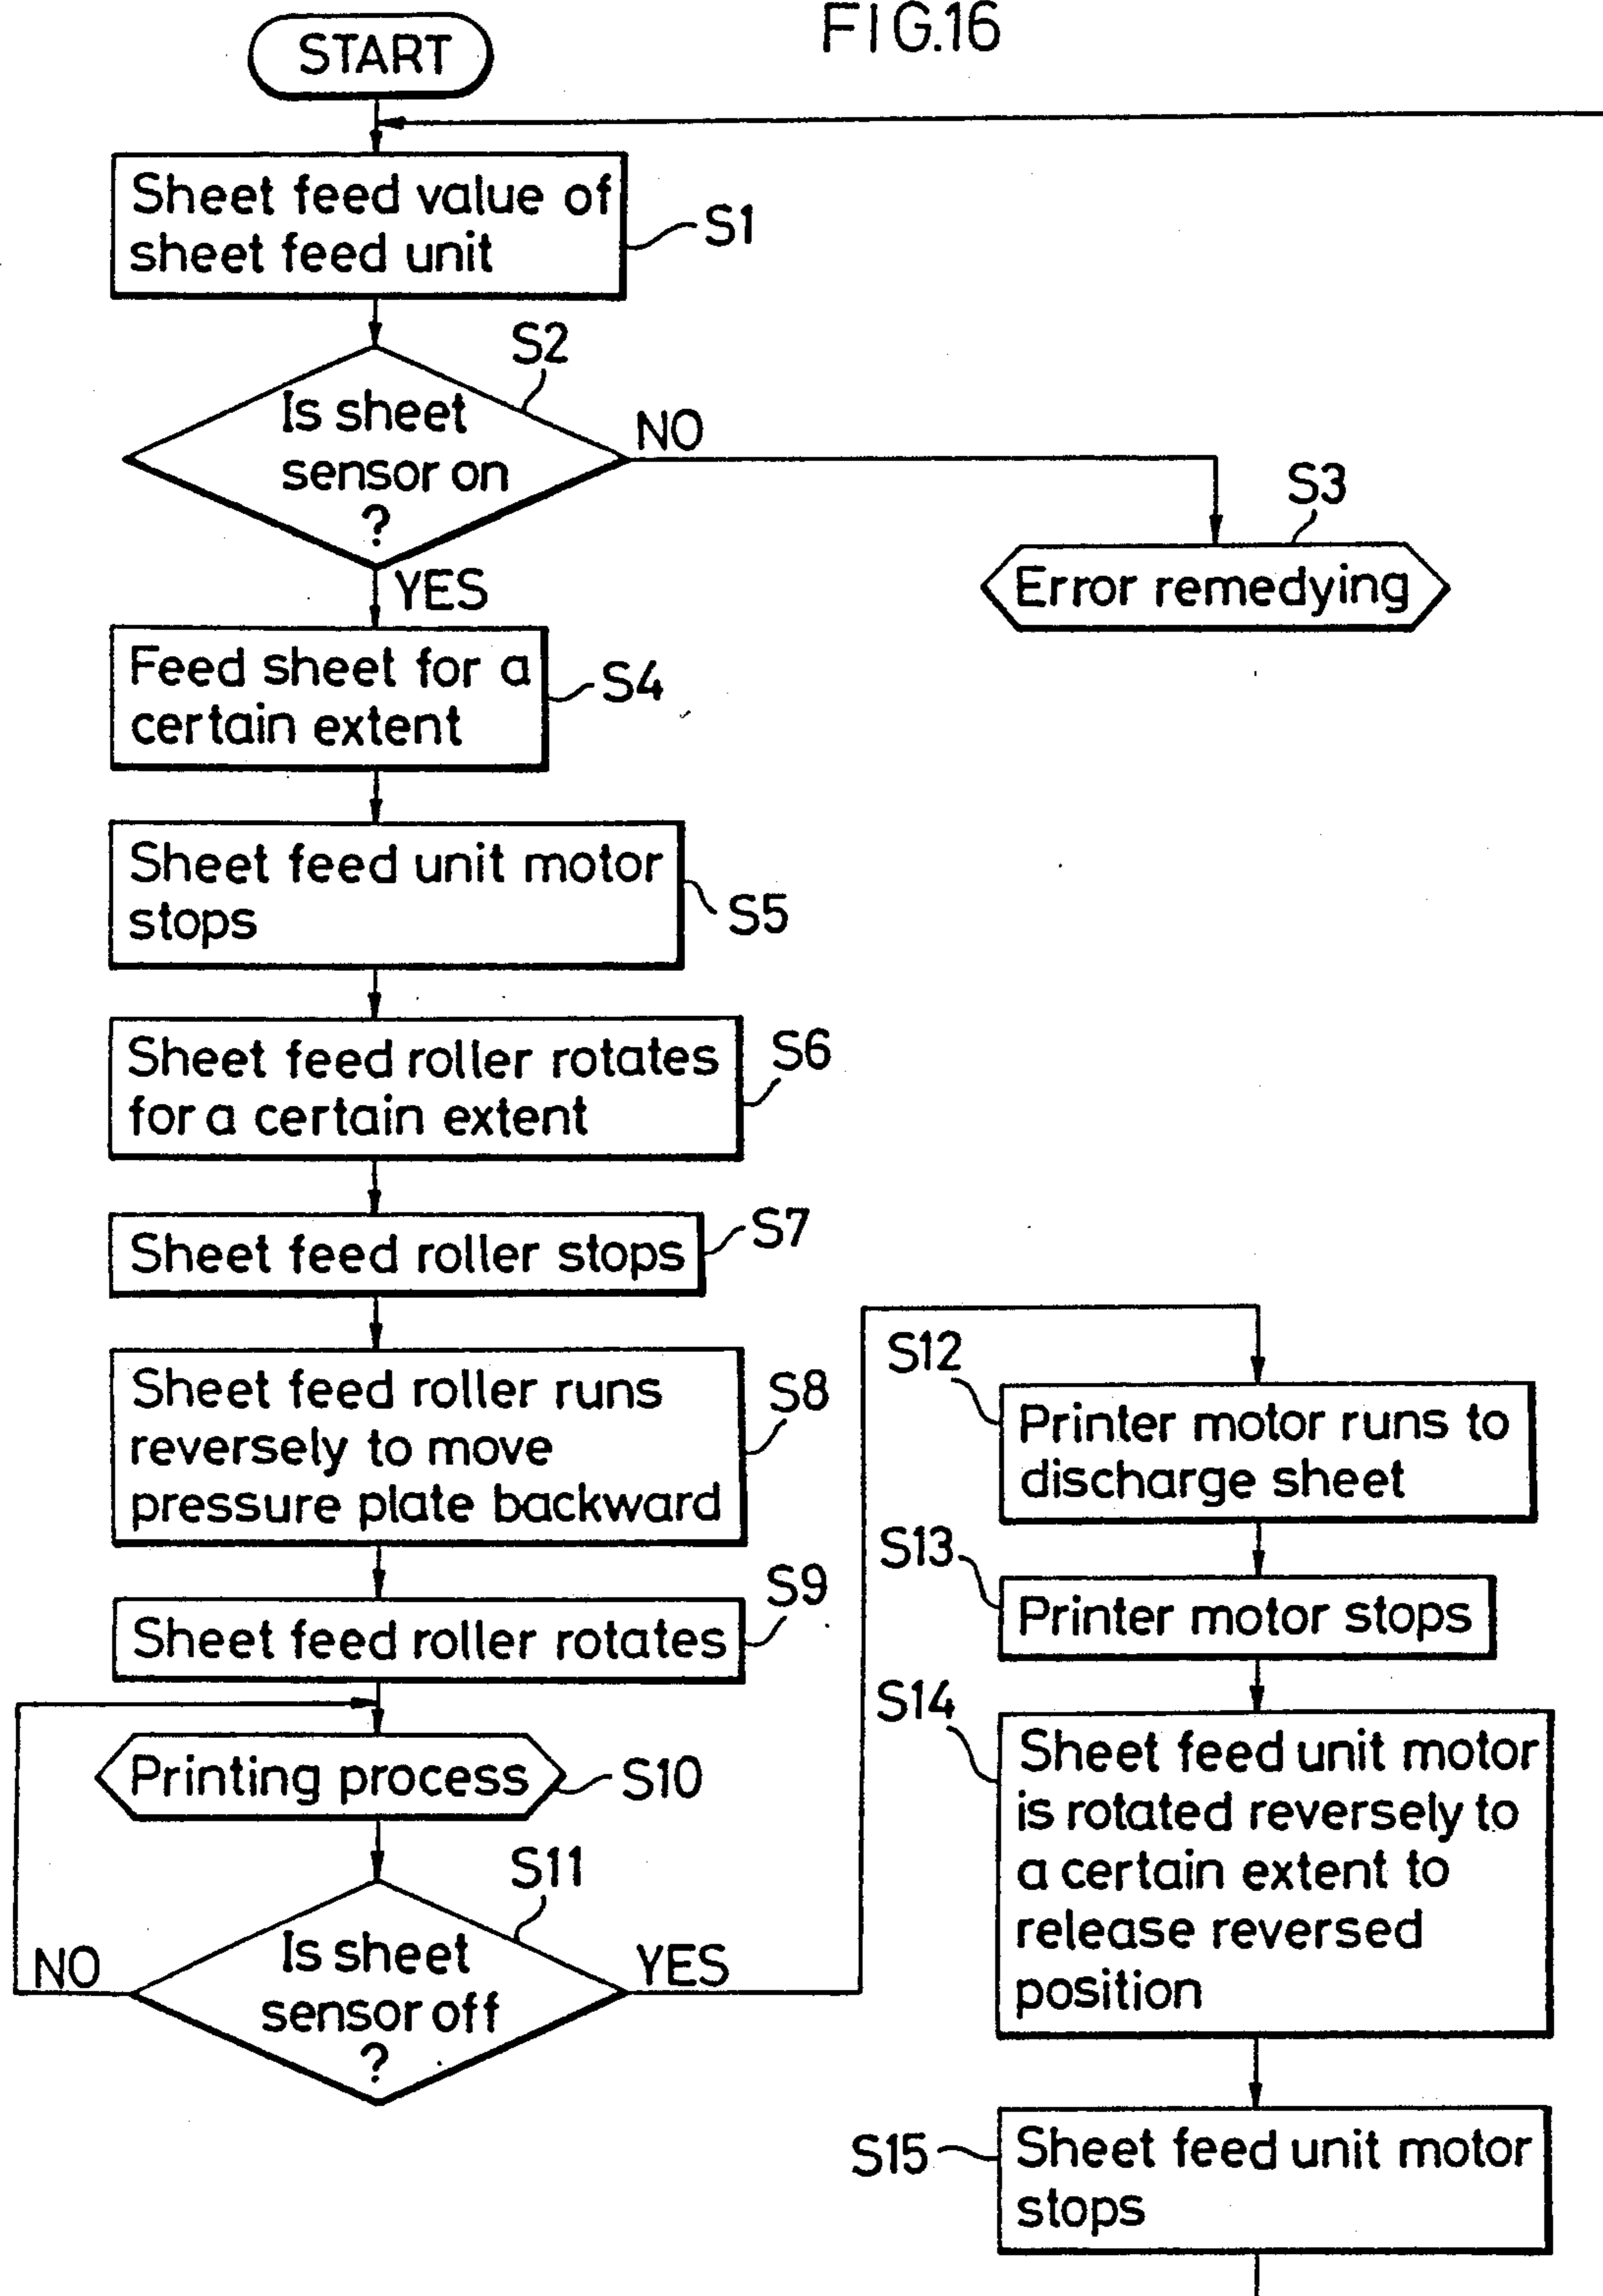 FIG.16
START
Sheet feed value of
sheet feed unit
S1
S2
Is sheet
sensor on
?
NO
YES
S3
Error remedying
Feed sheet for a
certain extent
S4
Sheet feed unit motor
stops
S5
Sheet feed roller rotates
for a certain extent
S6
Sheet feed roller stops
S7
Sheet feed roller runs
reversely to move
pressure plate backward
S8
Sheet feed roller rotates
S9
Printing process
S10
S11
Is sheet
sensor off
?
NO
YES
S12
Printer motor runs to
discharge sheet
S13
Printer motor stops
S14
Sheet feed unit motor
is rotated reversely to
a certain extent to
release reversed
position
S15
Sheet feed unit motor
stops